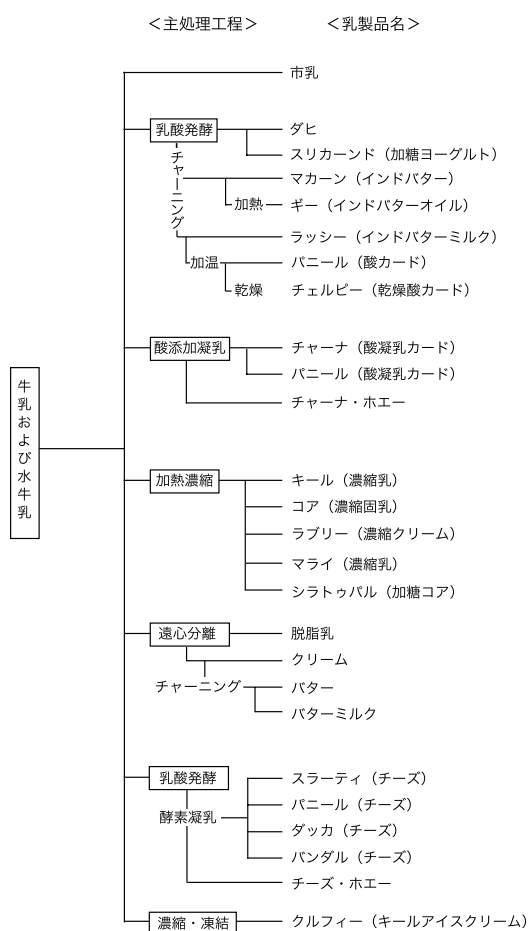 ＜主処理工程＞ ＜乳製品名＞
市乳
乳酸発酵 ダヒ
スリカーンド（加糖ヨーグルト）
チャーニング
マカーン（インドバター）
加熱 ギー（インドバターオイル）
ラッシー（インドバターミルク）
加温 パニール（酸カード）
乾燥 チェルピー（乾燥酸カード）
酸添加凝乳 チャーナ（酸凝乳カード）
パニール（酸凝乳カード）
チャーナ・ホエー
牛乳および水牛乳
加熱濃縮 キール（濃縮乳）
コア（濃縮固乳）
ラブリー（濃縮クリーム）
マライ（濃縮乳）
シラトゥパル（加糖コア）
遠心分離 脱脂乳
クリーム
チャーニング バター
バターミルク
乳酸発酵 スラーティ（チーズ）
パニール（チーズ）
酵素凝乳
ダッカ（チーズ）
バンダル（チーズ）
チーズ・ホエー
濃縮・凍結 クルフィー（キールアイスクリーム）